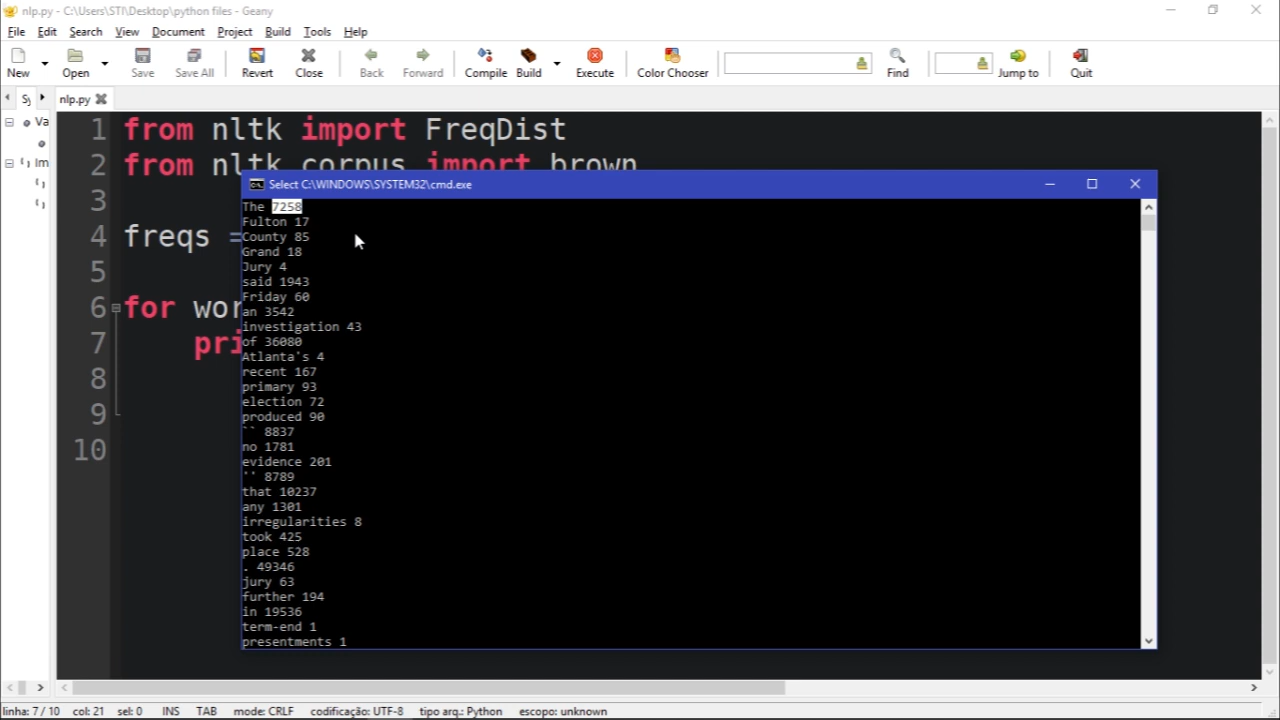 nlp.py - C:\Users\STI\Desktop\python files - Geany
File Edit Search View Document Project Build Tools Help
New Open Save Save All Revert Close Back Forward Compile Build Execute Color Chooser Find Jump to Quit
nlp.py
Va
Im
1 from nltk import FreqDist
2 from nltk.corpus import brown
3
4 freqs =
5
6 for wor
7 pri
8
9
10
Select C:\WINDOWS\SYSTEM32\cmd.exe
The 7258
Fulton 17
County 85
Grand 18
Jury 4
said 1943
Friday 60
an 3542
investigation 43
of 36080
Atlanta's 4
recent 167
primary 93
election 72
produced 90
`` 8837
no 1781
evidence 201
'' 8789
that 10237
any 1301
irregularities 8
took 425
place 528
. 49346
jury 63
further 194
in 19536
term-end 1
presentments 1
linha: 7 / 10 col: 21 sel: 0 INS TAB mode: CRLF codificação: UTF-8 tipo arq.: Python escopo: unknown